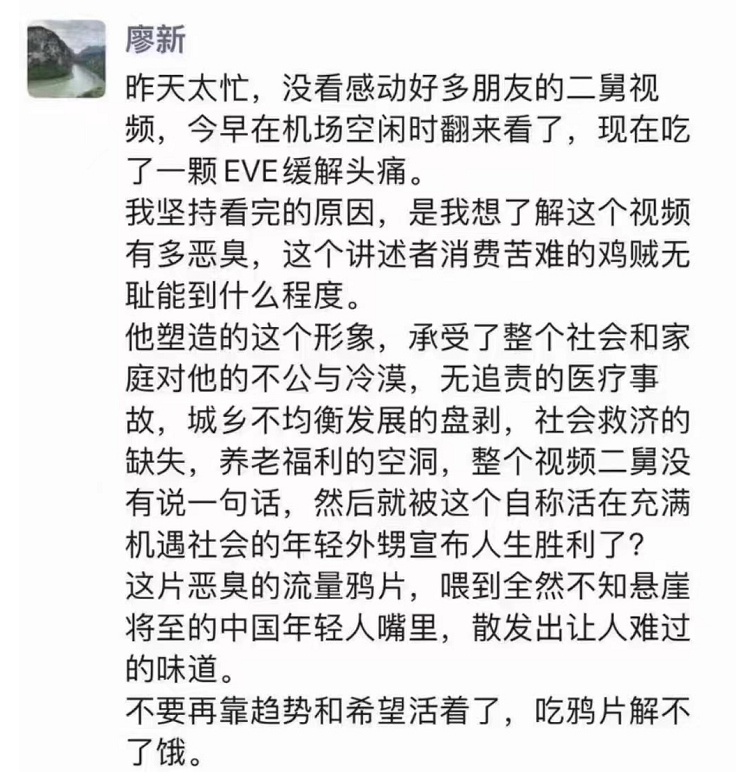 廖新
昨天太忙，没看感动好多朋友的二舅视
频，今早在机场空闲时翻来看了，现在吃
了一颗EVE缓解头痛。
我坚持看完的原因，是我想了解这个视频
有多恶臭，这个讲述者消费苦难的鸡贼无
耻能到什么程度。
他塑造的这个形象，承受了整个社会和家
庭对他的不公与冷漠，无追责的医疗事
故，城乡不均衡发展的盘剥，社会救济的
缺失，养老福利的空洞，整个视频二舅没
有说一句话，然后就被这个自称活在充满
机遇社会的年轻外甥宣布人生胜利了？
这片恶臭的流量鸦片，喂到全然不知悬崖
将至的中国年轻人嘴里，散发出让人难过
的味道。
不要再靠趋势和希望活着了，吃鸦片解不
了饿。